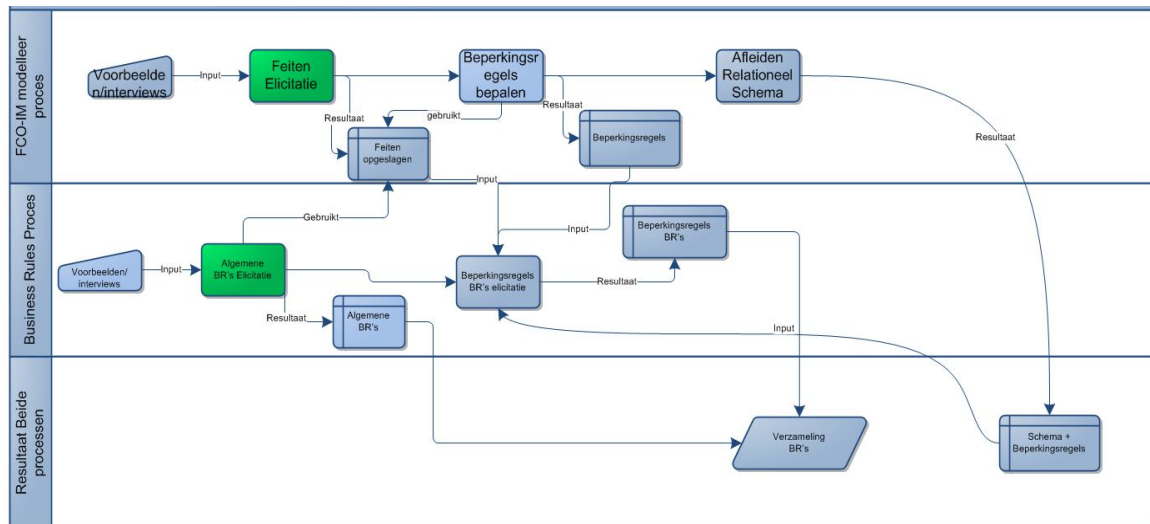 FCO-IM modelleer
proces
Voorbeelde
n/interviews
Input
Feiten
Elicitatie
Beperkingsr
egels
bepalen
Afleiden
Relationeel
Schema
Resultaat
gebruikt
Resultaat
Resultaat
Feiten
opgeslagen
Beperkingsregels
Input
Business Rules Proces
Gebruikt
Input
Beperkingsregels
BR's
Voorbeelden/
interviews
Input
Algemene
BR's Elicitatie
Beperkingsregels
BR's elicitatie
Resultaat
Resultaat
Algemene
BR's
Input
Resultaat Beide
processen
Verzameling
BR's
Schema +
Beperkingsregels